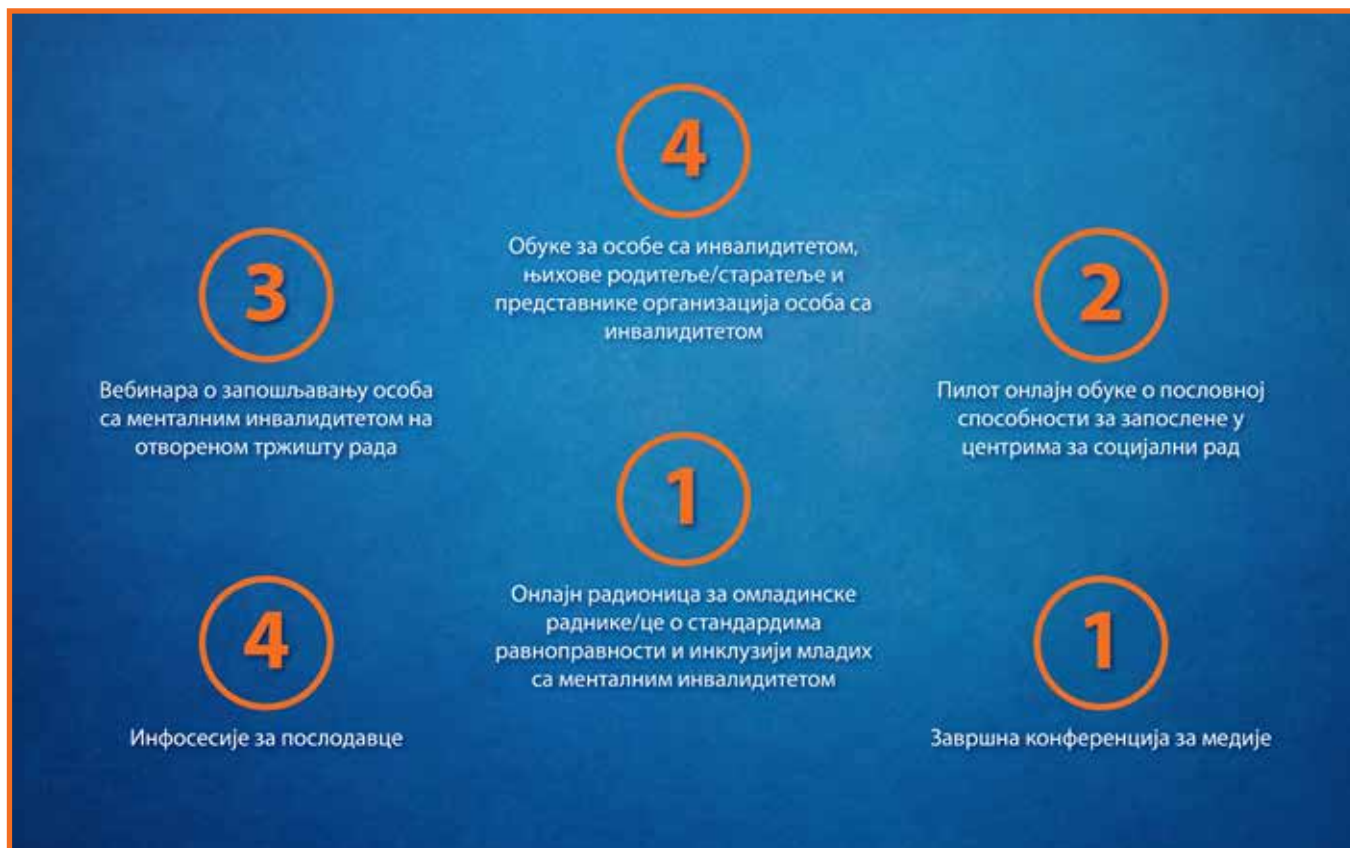 4
Обуке за особе са инвалидитетом,
њихове родитеље/старатеље и
представнике организација особа са
инвалидитетом
3
Вебинара о запошљавању особа
са менталним инвалидитетом на
отвореном тржишту рада
2
Пилот онлајн обуке о пословној
способности за запослене у
центрима за социјални рад
1
Онлајн радионица за омладинске
раднике/це о стандардима
равноправности и инклузији младих
са менталним инвалидитетом
4
Инфосесије за послодавце
1
Завршна конференција за медије